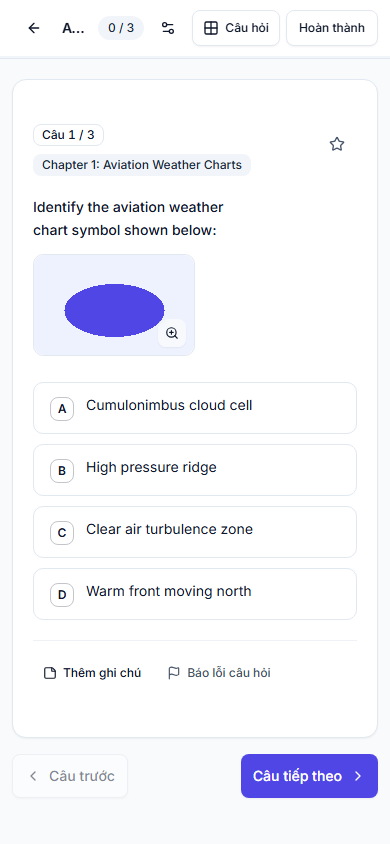 A...
0 / 3
Câu hỏi
Hoàn thành
Câu 1 / 3
Chapter 1: Aviation Weather Charts
Identify the aviation weather
chart symbol shown below:
A
Cumulonimbus cloud cell
B
High pressure ridge
C
Clear air turbulence zone
D
Warm front moving north
Thêm ghi chú
Báo lỗi câu hỏi
Câu trước
Câu tiếp theo